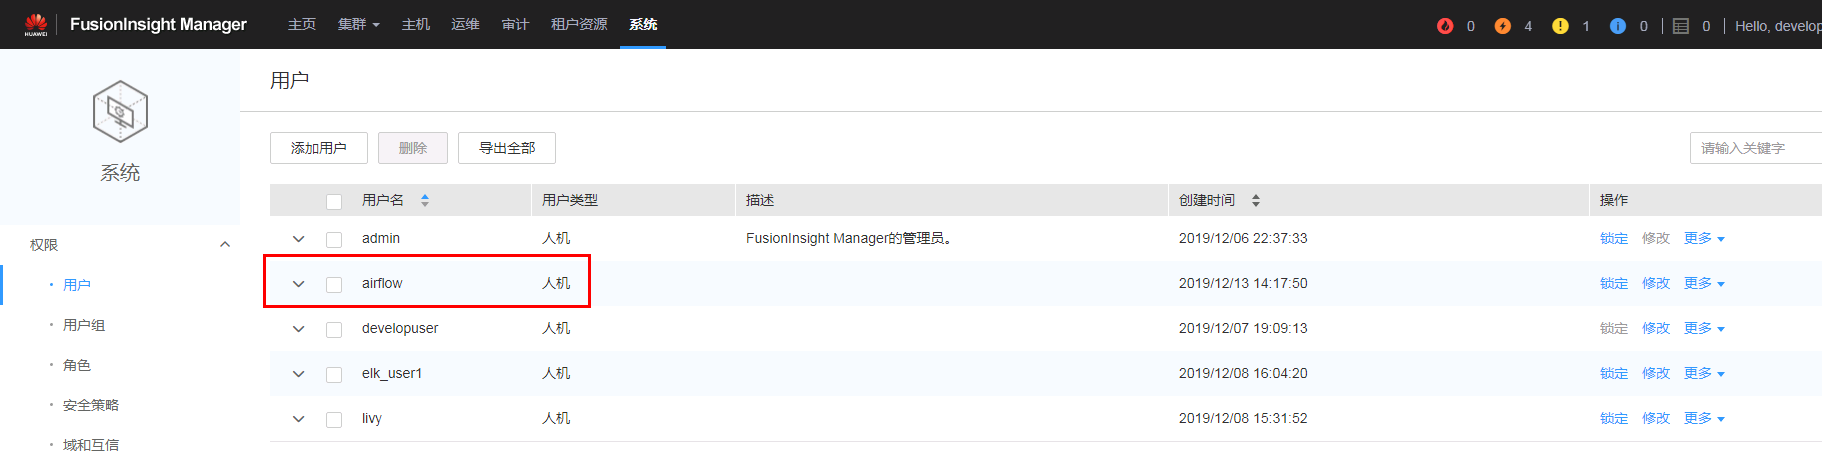 HUAWEI FusionInsight Manager 主页 集群 主机 运维 审计 租户资源 系统 0 4 1 0 0 Hello, develop
系统
用户
添加用户 删除 导出全部 请输入关键字
用户名 用户类型 描述 创建时间 操作
权限
admin 人机 FusionInsight Manager的管理员。 2019/12/06 22:37:33 锁定 修改 更多
用户
airflow 人机 2019/12/13 14:17:50 锁定 修改 更多
用户组
developuser 人机 2019/12/07 19:09:13 锁定 修改 更多
角色
elk_user1 人机 2019/12/08 16:04:20 锁定 修改 更多
安全策略
livy 人机 2019/12/08 15:31:52 锁定 修改 更多
域和互信